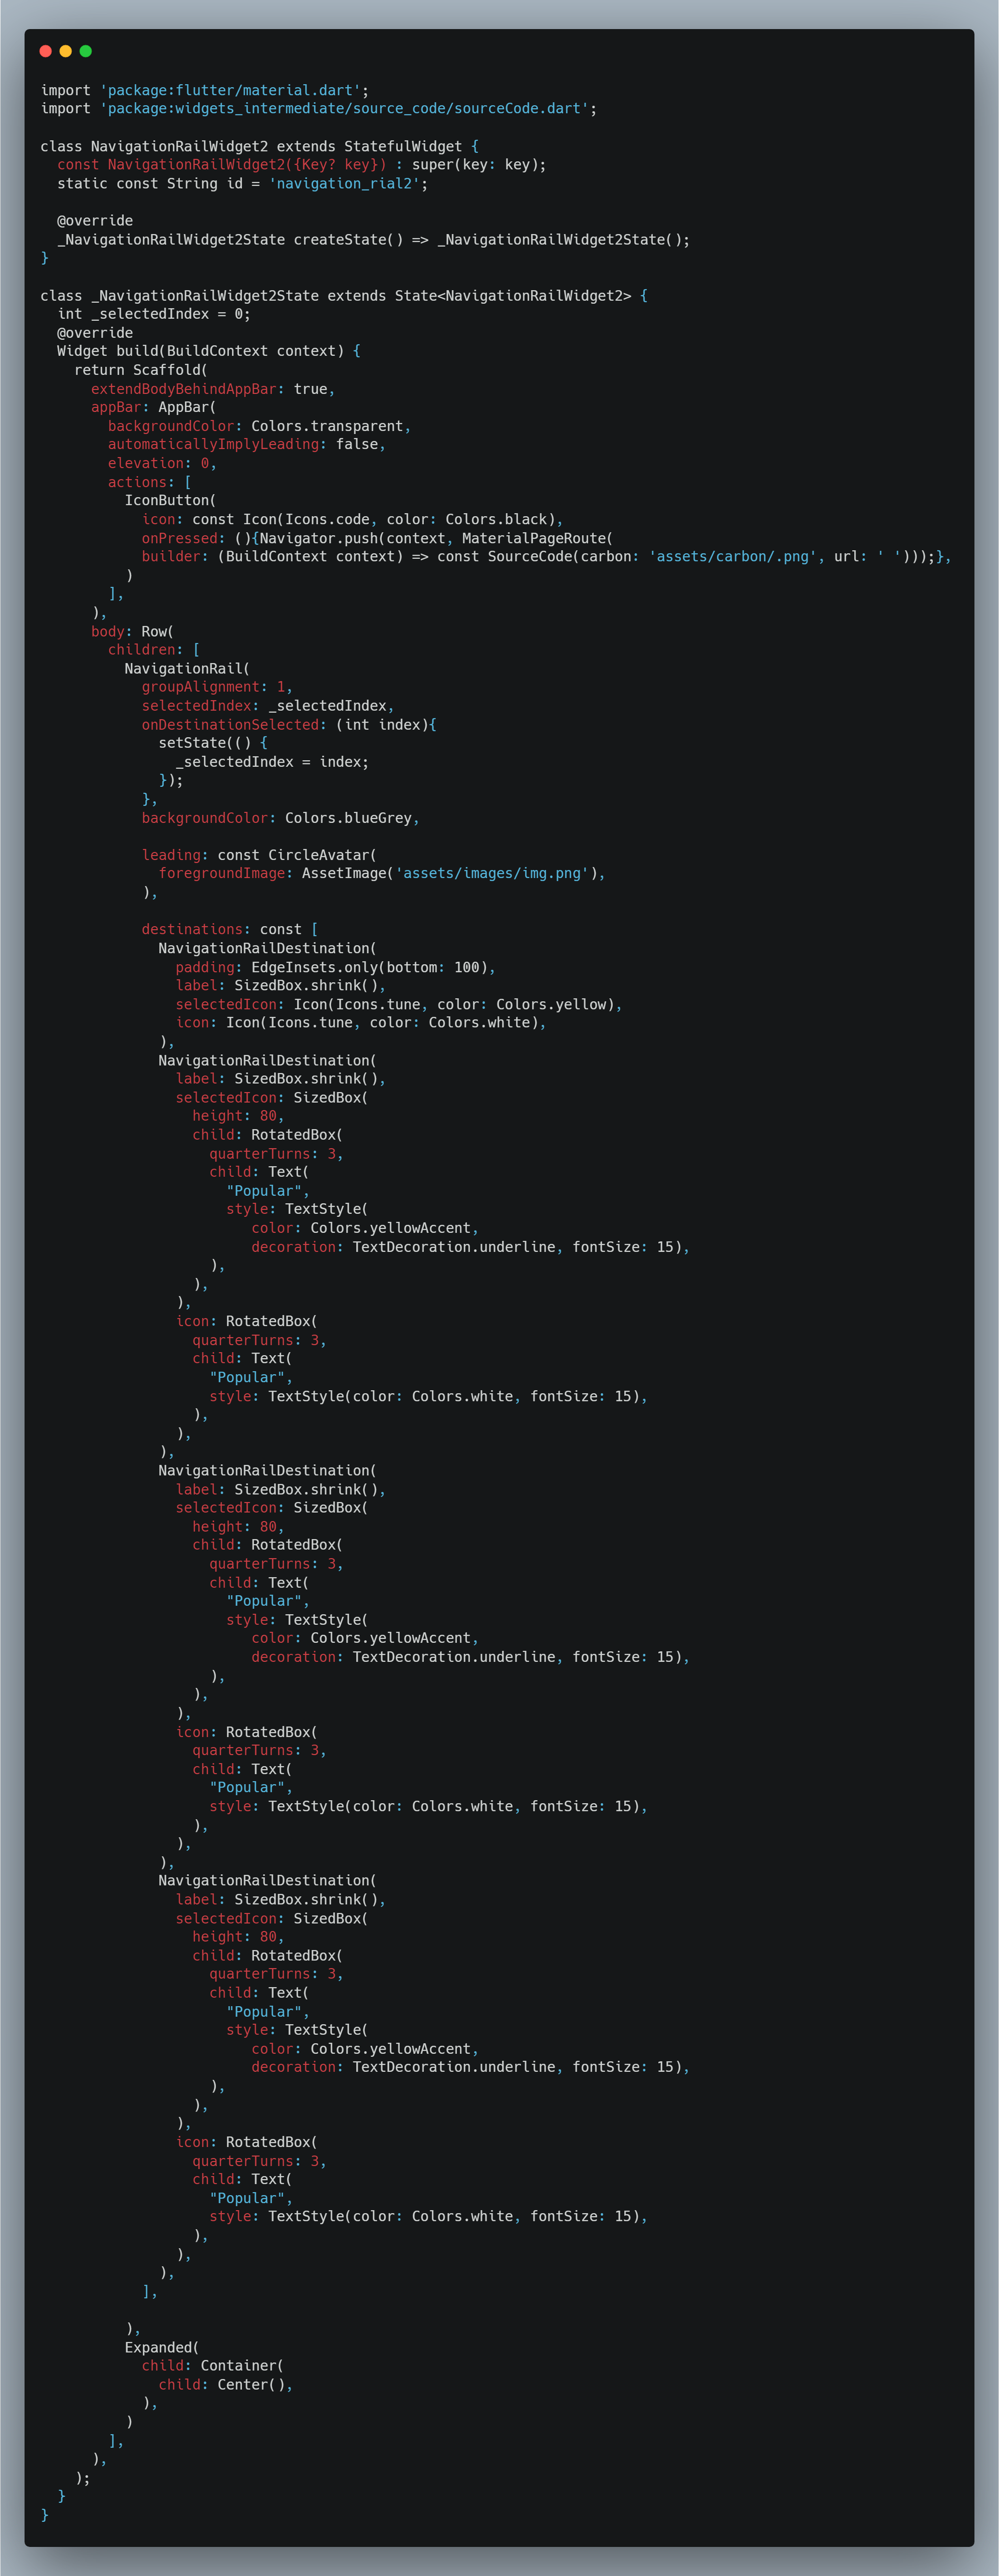 import 'package:flutter/material.dart';
import 'package:widgets_intermediate/source_code/sourceCode.dart';

class NavigationRailWidget2 extends StatefulWidget {
  const NavigationRailWidget2({Key? key}) : super(key: key);
  static const String id = 'navigation_rial2';

  @override
  _NavigationRailWidget2State createState() => _NavigationRailWidget2State();
}

class _NavigationRailWidget2State extends State<NavigationRailWidget2> {
  int _selectedIndex = 0;
  @override
  Widget build(BuildContext context) {
    return Scaffold(
      extendBodyBehindAppBar: true,
      appBar: AppBar(
        backgroundColor: Colors.transparent,
        automaticallyImplyLeading: false,
        elevation: 0,
        actions: [
          IconButton(
            icon: const Icon(Icons.code, color: Colors.black),
            onPressed: (){Navigator.push(context, MaterialPageRoute(
            builder: (BuildContext context) => const SourceCode(carbon: 'assets/carbon/.png', url: ' ')));},
          )
        ],
      ),
      body: Row(
        children: [
          NavigationRail(
            groupAlignment: 1,
            selectedIndex: _selectedIndex,
            onDestinationSelected: (int index){
              setState(() {
                _selectedIndex = index;
              });
            },
            backgroundColor: Colors.blueGrey,

            leading: const CircleAvatar(
              foregroundImage: AssetImage('assets/images/img.png'),
            ),

            destinations: const [
              NavigationRailDestination(
                padding: EdgeInsets.only(bottom: 100),
                label: SizedBox.shrink(),
                selectedIcon: Icon(Icons.tune, color: Colors.yellow),
                icon: Icon(Icons.tune, color: Colors.white),
              ),
              NavigationRailDestination(
                label: SizedBox.shrink(),
                selectedIcon: SizedBox(
                  height: 80,
                  child: RotatedBox(
                    quarterTurns: 3,
                    child: Text(
                      "Popular",
                      style: TextStyle(
                         color: Colors.yellowAccent,
                         decoration: TextDecoration.underline, fontSize: 15),
                    ),
                  ),
                ),
                icon: RotatedBox(
                  quarterTurns: 3,
                  child: Text(
                    "Popular",
                    style: TextStyle(color: Colors.white, fontSize: 15),
                  ),
                ),
              ),
              NavigationRailDestination(
                label: SizedBox.shrink(),
                selectedIcon: SizedBox(
                  height: 80,
                  child: RotatedBox(
                    quarterTurns: 3,
                    child: Text(
                      "Popular",
                      style: TextStyle(
                         color: Colors.yellowAccent,
                         decoration: TextDecoration.underline, fontSize: 15),
                    ),
                  ),
                ),
                icon: RotatedBox(
                  quarterTurns: 3,
                  child: Text(
                    "Popular",
                    style: TextStyle(color: Colors.white, fontSize: 15),
                  ),
                ),
              ),
              NavigationRailDestination(
                label: SizedBox.shrink(),
                selectedIcon: SizedBox(
                  height: 80,
                  child: RotatedBox(
                    quarterTurns: 3,
                    child: Text(
                      "Popular",
                      style: TextStyle(
                         color: Colors.yellowAccent,
                         decoration: TextDecoration.underline, fontSize: 15),
                    ),
                  ),
                ),
                icon: RotatedBox(
                  quarterTurns: 3,
                  child: Text(
                    "Popular",
                    style: TextStyle(color: Colors.white, fontSize: 15),
                  ),
                ),
              ),
            ],

          ),
          Expanded(
            child: Container(
              child: Center(),
            ),
          )
        ],
      ),
    );
  }
}